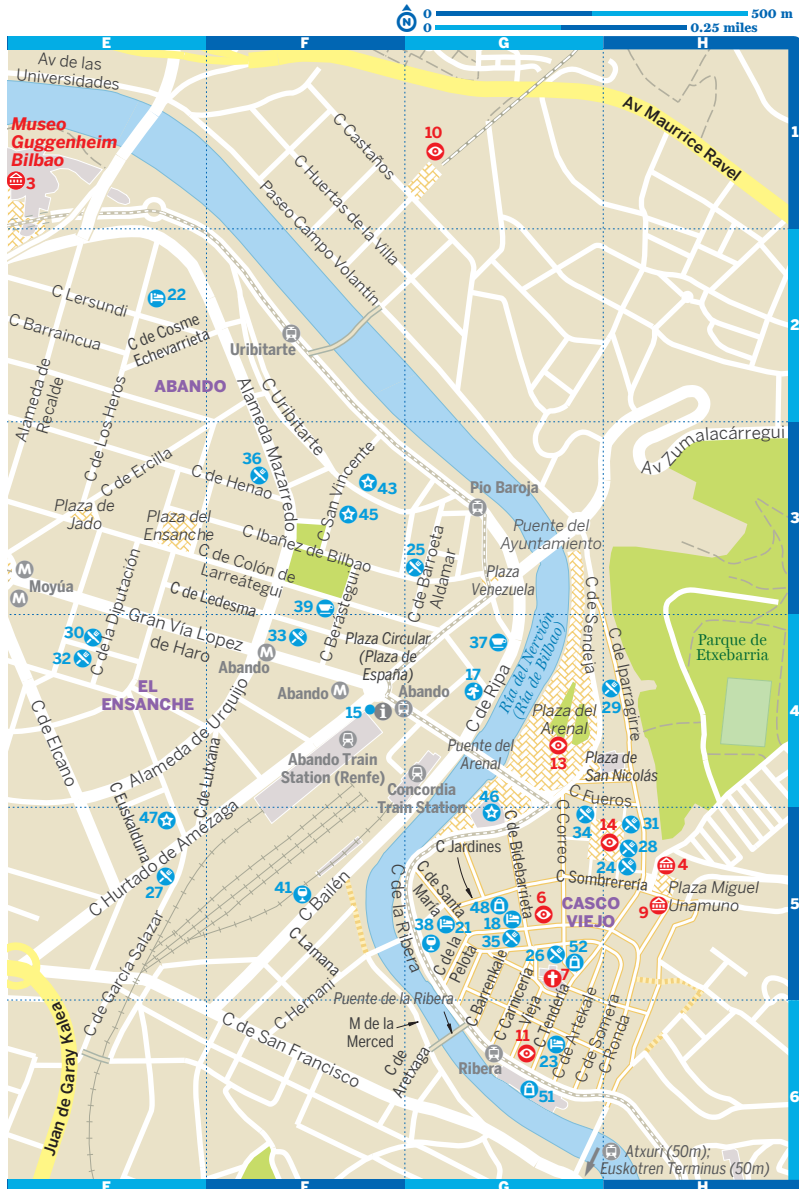 0 500 m
N
0 0.25 miles
E F G H
Av de las
Universidades
Museo
Guggenheim
Bilbao
3
C Castaños
10
Av Maurrice Ravel
1
C Huertas de la Villa
Paseo Campo Volantín
C Lersundi
22
C Barraincua
C de Cosme
Echevarrieta
Uribitarte
2
ABANDO
Alameda de
Recalde
C de Los Heros
Alameda Mazarredo
C Uribitarte
C de Ercilla
36
C de Henao
C San Vincente
43
45
Pio Baroja
Av Zumalacárregui
Plaza de
Jado
Plaza del
Ensanche
C Ibañez de Bilbao
25
Puente del
Ayuntamiento
3
C de Colón de
Larreátegui
C de Barroeta
Aldamar
Plaza
Venezuela
M
M
Moyúa
C de la Diputación
C de Ledesma
39
C Berástegui
C de Sendeja
Gran Vía Lopez
de Haro
30
32
33
Plaza Circular
(Plaza de
España)
37
Ría del Nervión
(Ría de Bilbao)
C de Iparragirre
Parque de
Etxebarria
M
Abando
EL
ENSANCHE
Abando M
Abando
17
C de Ripa
29
4
15 i
Plaza del
Arenal
C de Elcano
Alameda de Urquijo
Abando Train
Station (Renfe)
Puente del
Arenal
13
Plaza de
San Nicolás
C de Lutxana
Concordia
Train Station
46
C Fueros
C Euskalduna
47
C Hurtado de Amézaga
34
14
31
28
24
4
C Jardines
C de Bidebarrieta
C Correo
C Sombrerería
Plaza Miguel
Unamuno
27
41
C Bailén
C de la Ribera
C de Santa
María
48
6
CASCO
VIEJO
9
5
38
21
18
35
26
52
7
C de García Salazar
C Lamana
C Hernani
C de la
Pelota
C Barrenkale
C Carnicería
Vieja
C Tendería
C de Artekale
C de Somera
C Ronda
Puente de la Ribera
M de la
Merced
Juan de Garay Kalea
C de San Francisco
C de
Aretxaga
11
23
Ribera
51
6
Atxuri (50m);
Euskotren Terminus (50m)
E F G H